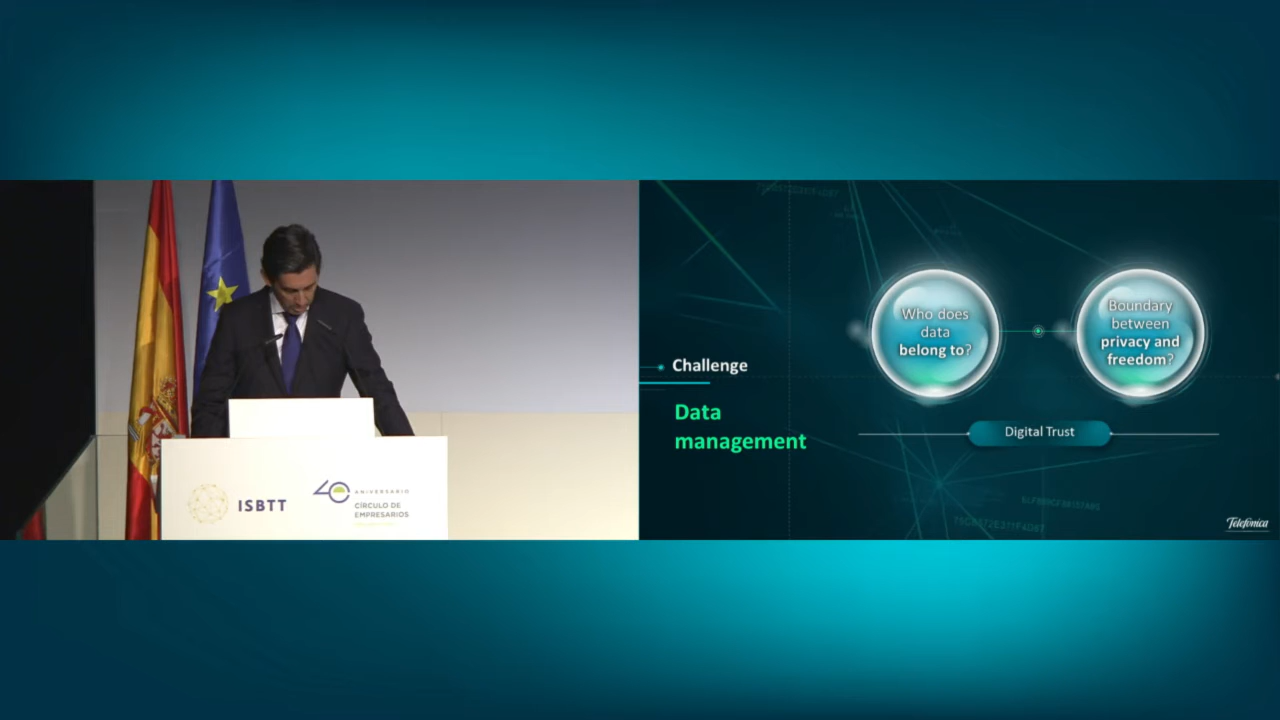 ISBTT
40
ANIVERSARIO
CÍRCULO DE
EMPRESARIOS
Challenge
Data
management
Who does
data
belong to?
Boundary
between
privacy and
freedom?
Digital Trust
Telefónica